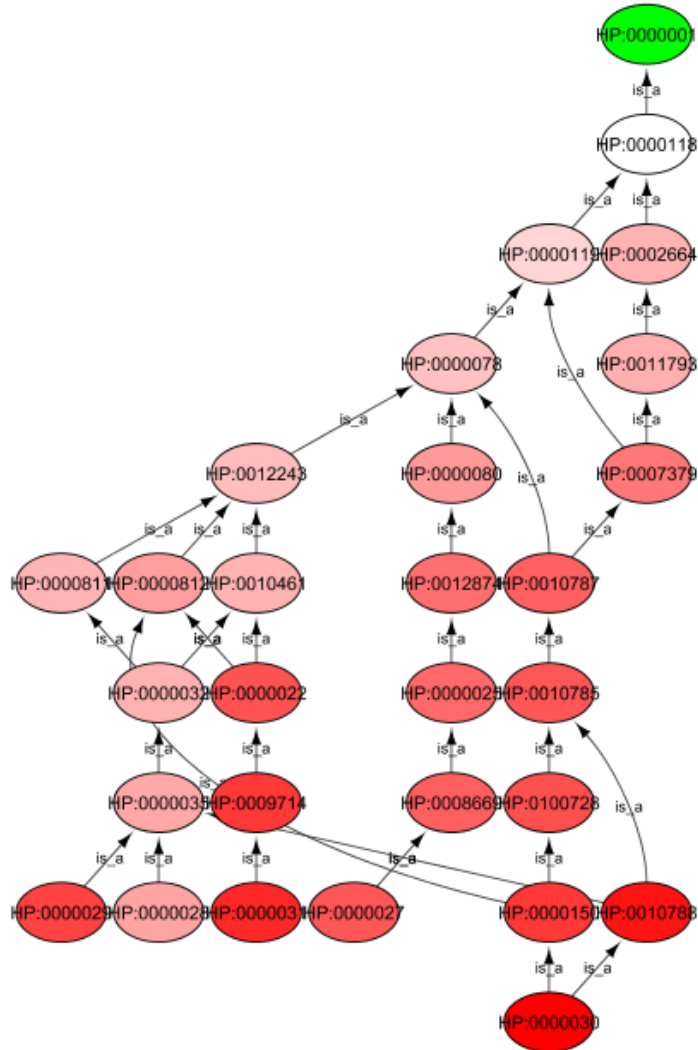 HP:0000001
is_a
HP:0000118
is_a
is_a
HP:0000119
HP:0002664
is_a
is_a
HP:0000078
is_a
HP:0011793
is_a
is_a
is_a
HP:0012243
HP:0000080
is_a
HP:0007379
is_a
is_a
is_a
is_a
is_a
HP:0000811
HP:0000812
HP:0010461
HP:0012874
HP:0010787
is_a
is_a
is_a
is_a
is_a
HP:0000032
HP:0000022
HP:0000025
HP:0010785
is_a
is_a
is_a
is_a
is_a
HP:0000035
HP:0009714
HP:0008669
HP:0100728
is_a
is_a
is_a
is_a
is_a
is_a
HP:0000029
HP:0000028
HP:0000031
HP:0000027
HP:0000150
HP:0010788
is_a
is_a
HP:0000030